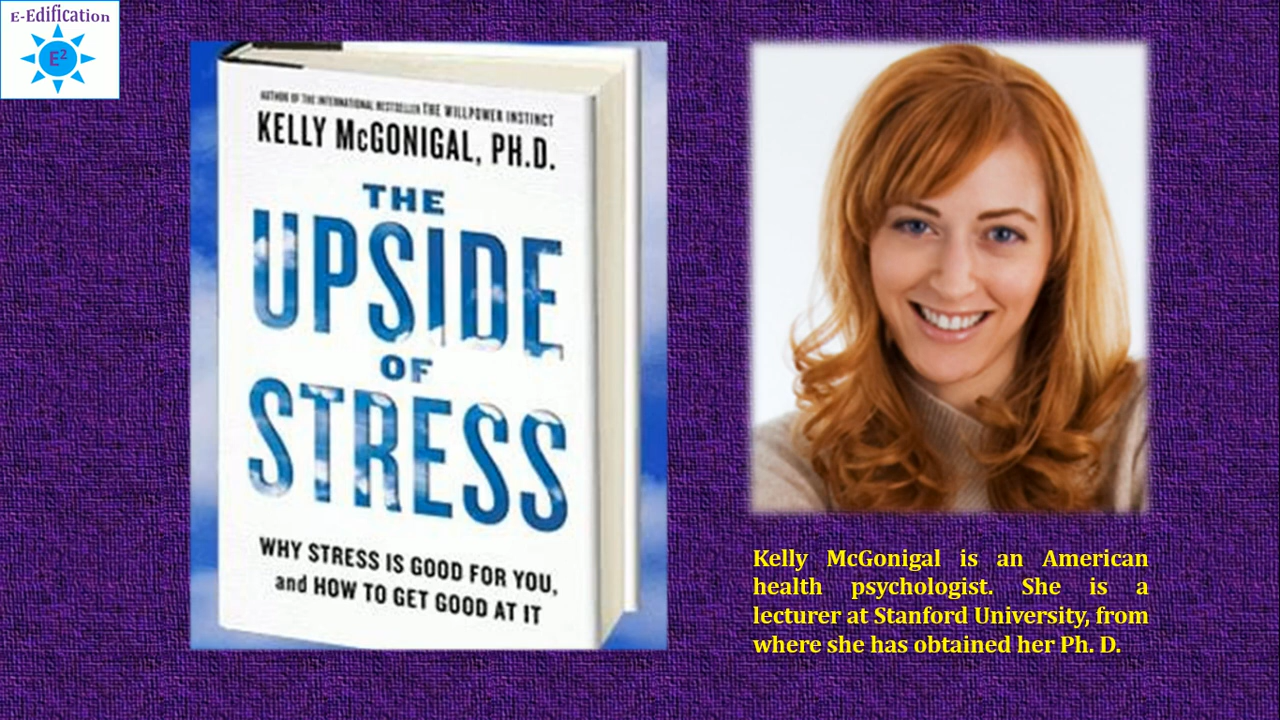 E-Edification
E²
AUTHOR OF THE INTERNATIONAL BESTSELLER THE WILLPOWER INSTINCT
KELLY McGONIGAL, PH.D.
THE
UPSIDE
OF
STRESS
WHY STRESS IS GOOD FOR YOU,
and HOW TO GET GOOD AT IT
Kelly McGonigal is an American
health psychologist. She is a
lecturer at Stanford University, from
where she has obtained her Ph. D.